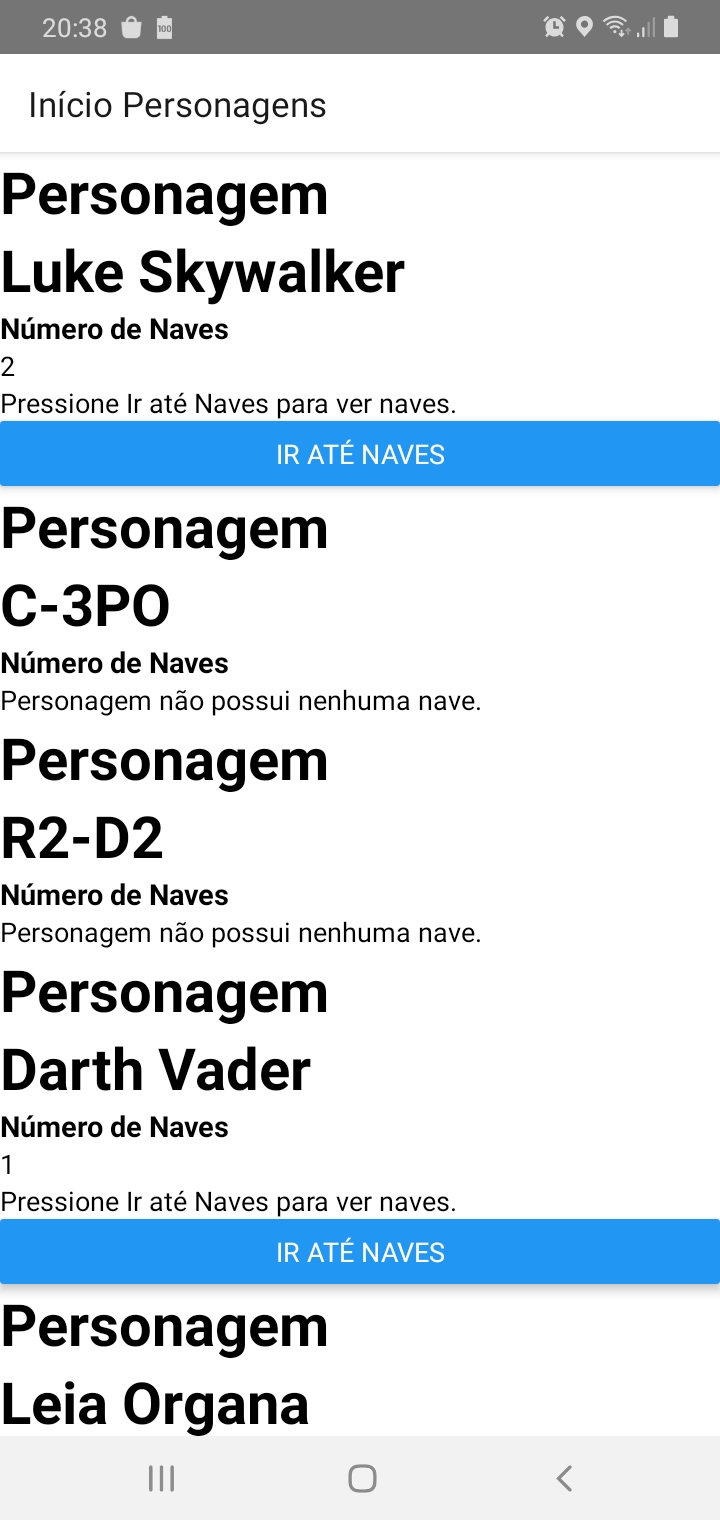 20:38
100
Início Personagens
Personagem
Luke Skywalker
Número de Naves
2
Pressione Ir até Naves para ver naves.
IR ATÉ NAVES
Personagem
C-3PO
Número de Naves
Personagem não possui nenhuma nave.
Personagem
R2-D2
Número de Naves
Personagem não possui nenhuma nave.
Personagem
Darth Vader
Número de Naves
1
Pressione Ir até Naves para ver naves.
IR ATÉ NAVES
Personagem
Leia Organa